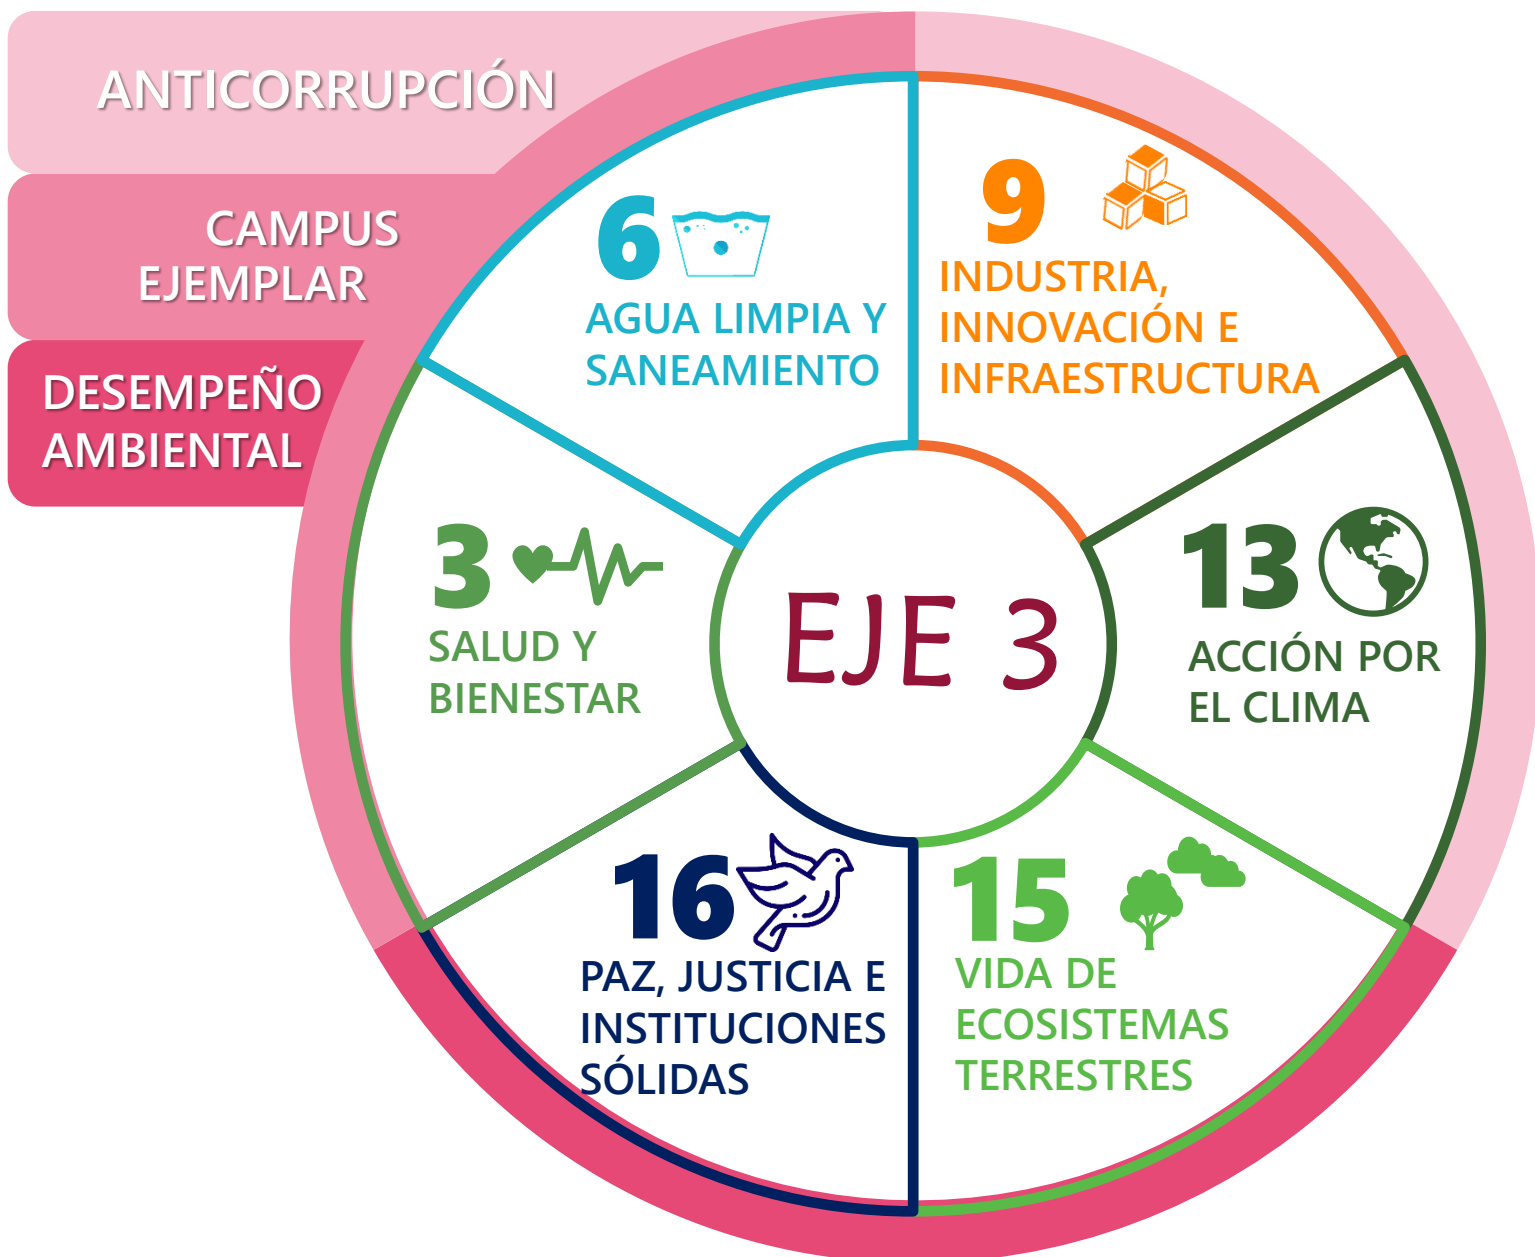 ANTICORRUPCIÓN
CAMPUS
EJEMPLAR
DESEMPEÑO
AMBIENTAL
6
AGUA LIMPIA Y
SANEAMIENTO
9
INDUSTRIA,
INNOVACIÓN E
INFRAESTRUCTURA
3
SALUD Y
BIENESTAR
EJE 3
13
ACCIÓN POR
EL CLIMA
16
PAZ, JUSTICIA E
INSTITUCIONES
SÓLIDAS
15
VIDA DE
ECOSISTEMAS
TERRESTRES